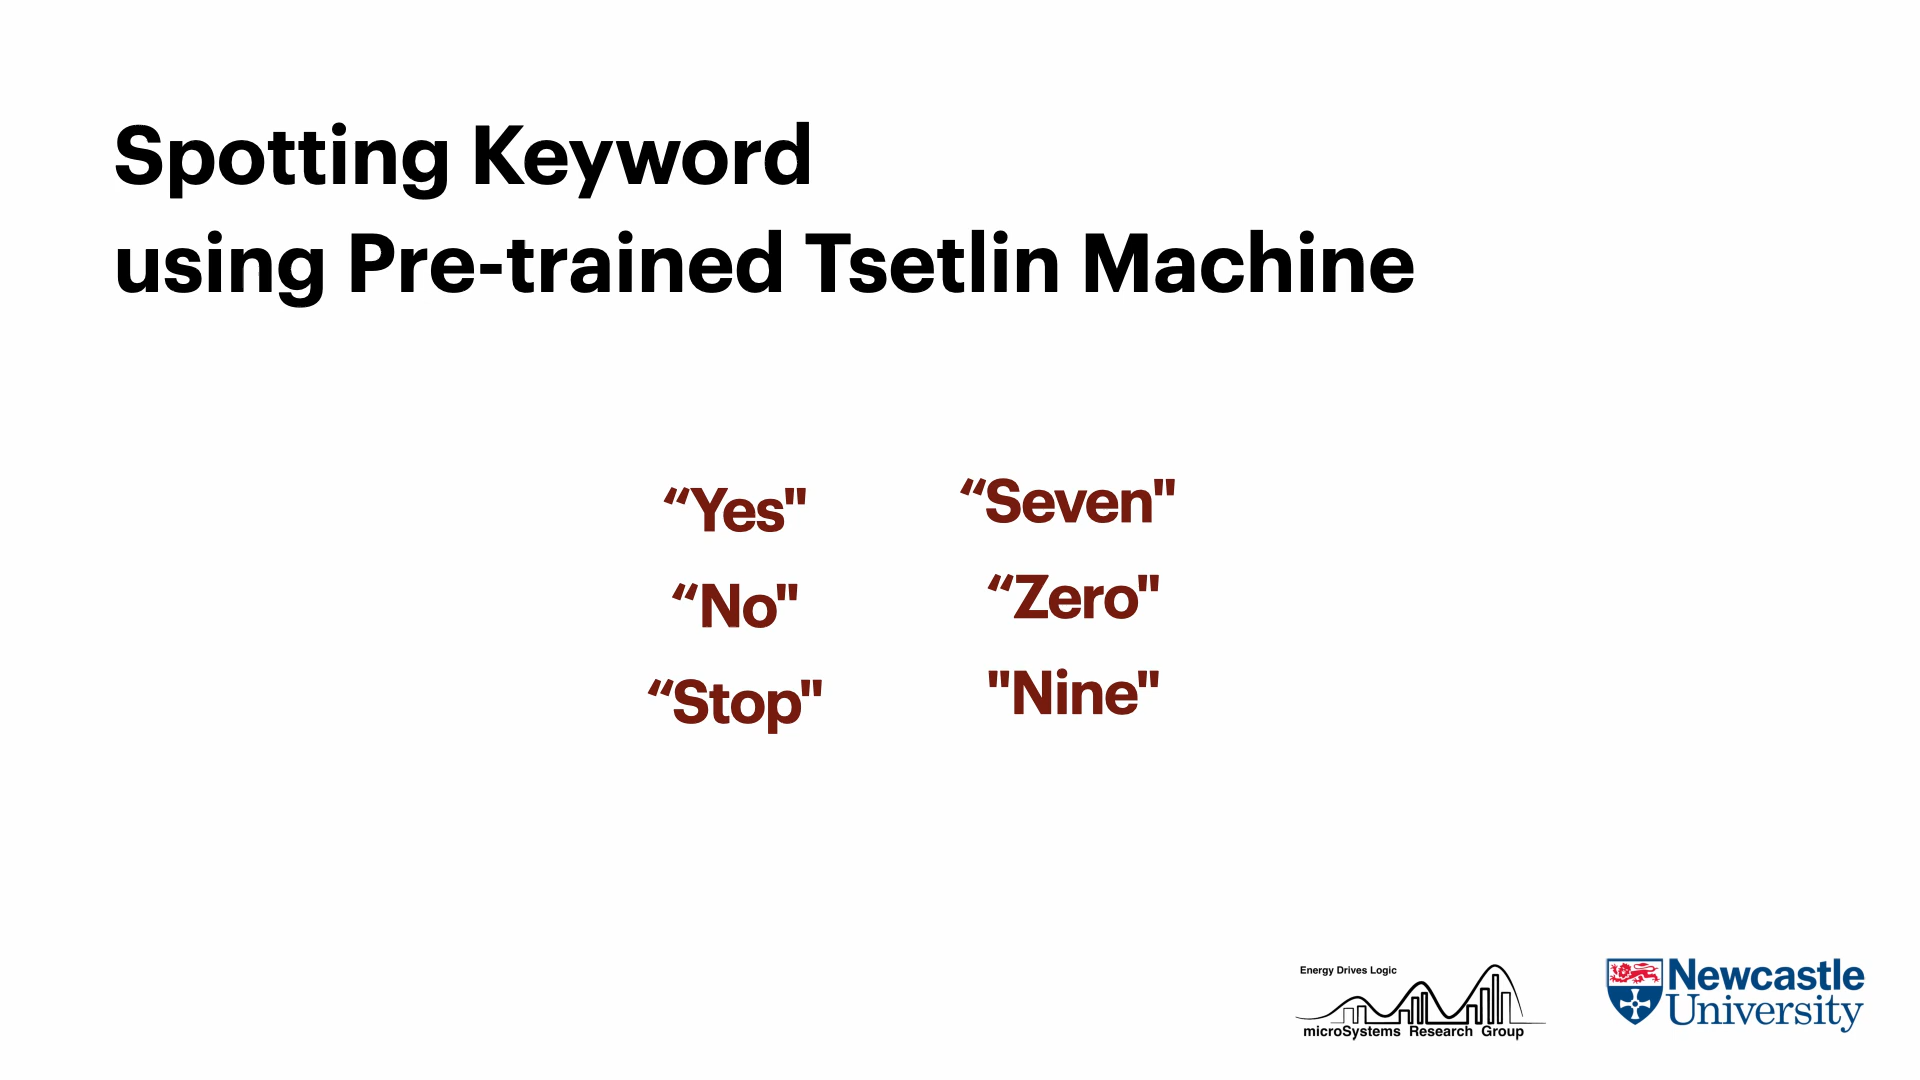 Spotting Keyword
using Pre-trained Tsetlin Machine
“Yes"
“No"
“Stop"
“Seven"
“Zero"
"Nine"
Energy Drives Logic
microSystems Research Group
Newcastle
University